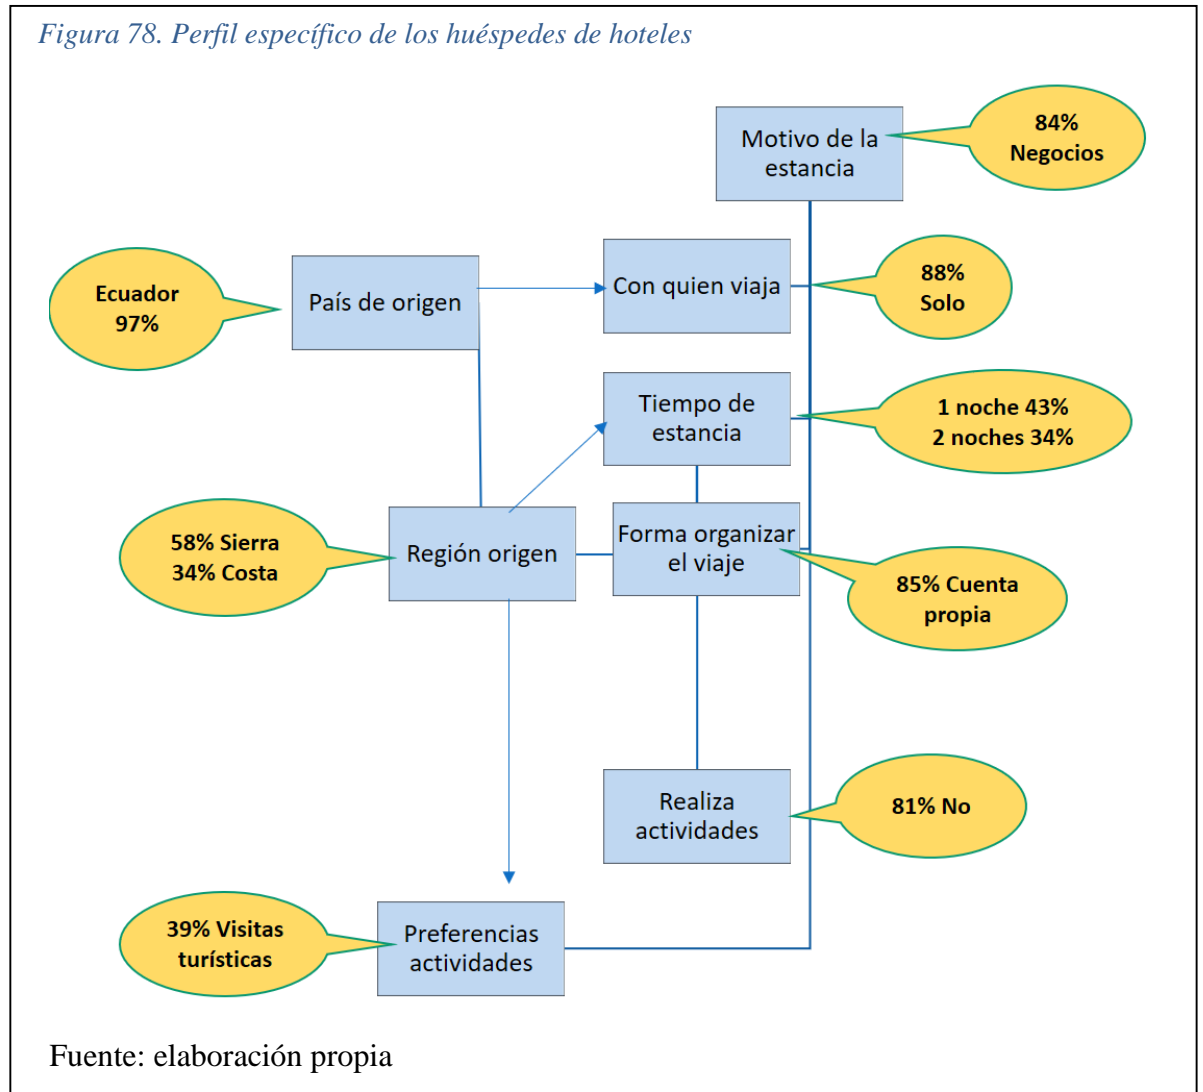 Figura 78. Perfil específico de los huéspedes de hoteles
Motivo de la
estancia
84%
Negocios
Ecuador
97%
País de origen
Con quien viaja
88%
Solo
Tiempo de
estancia
1 noche 43%
2 noches 34%
58% Sierra
34% Costa
Región origen
Forma organizar
el viaje
85% Cuenta
propia
Realiza
actividades
81% No
39% Visitas
turísticas
Preferencias
actividades
Fuente: elaboración propia